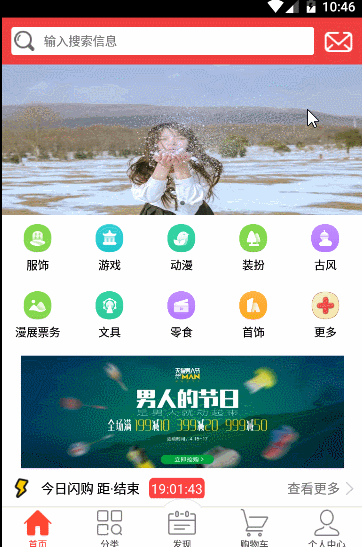 10:46
输入搜索信息
服饰 游戏 动漫 装扮 古风
漫展票务 文具 零食 首饰 更多
男人的节日
全场满199减10 399减20 999减50
立即抢购
今日闪购 距·结束 19:01:43 查看更多
首页 分类 发现 购物车 个人中心